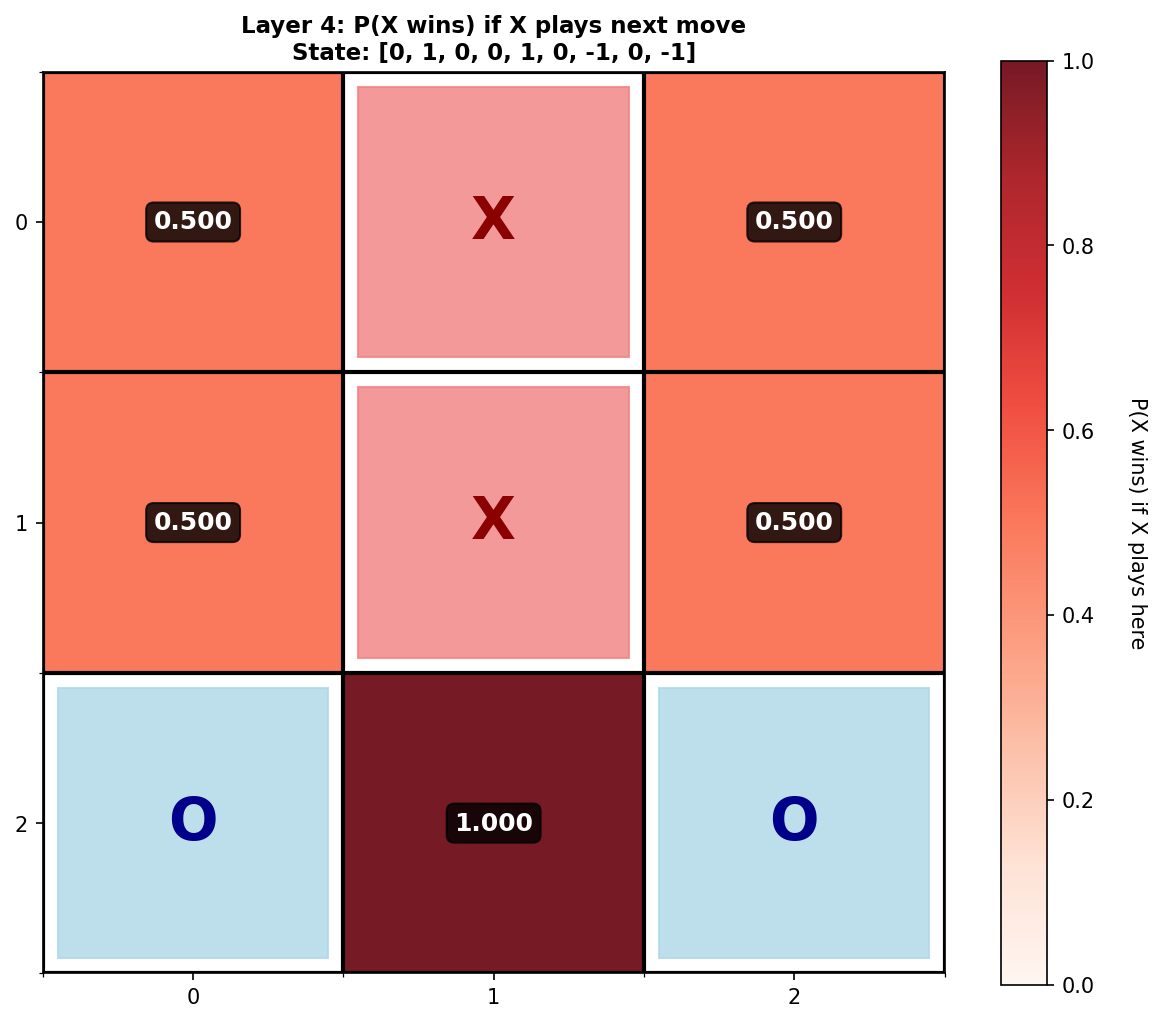 Layer 4: P(X wins) if X plays next move
State: [0, 1, 0, 0, 1, 0, -1, 0, -1]
0
0.500
X
0.500
1
0.500
X
0.500
2
O
1.000
O
0
1
2
1.0
0.8
0.6
0.4
0.2
0.0
P(X wins) if X plays here